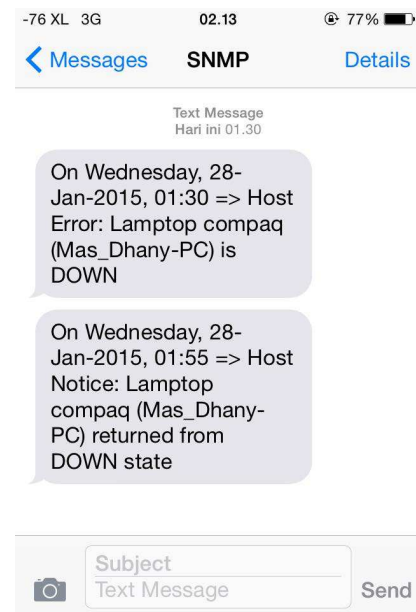 -76 XL 3G 02.13 77%
Messages SNMP Details
Text Message
Hari ini 01.30
On Wednesday, 28-
Jan-2015, 01:30 => Host
Error: Lamptop compaq
(Mas_Dhany-PC) is
DOWN
On Wednesday, 28-
Jan-2015, 01:55 => Host
Notice: Lamptop
compaq (Mas_Dhany-
PC) returned from
DOWN state
Subject
Text Message Send